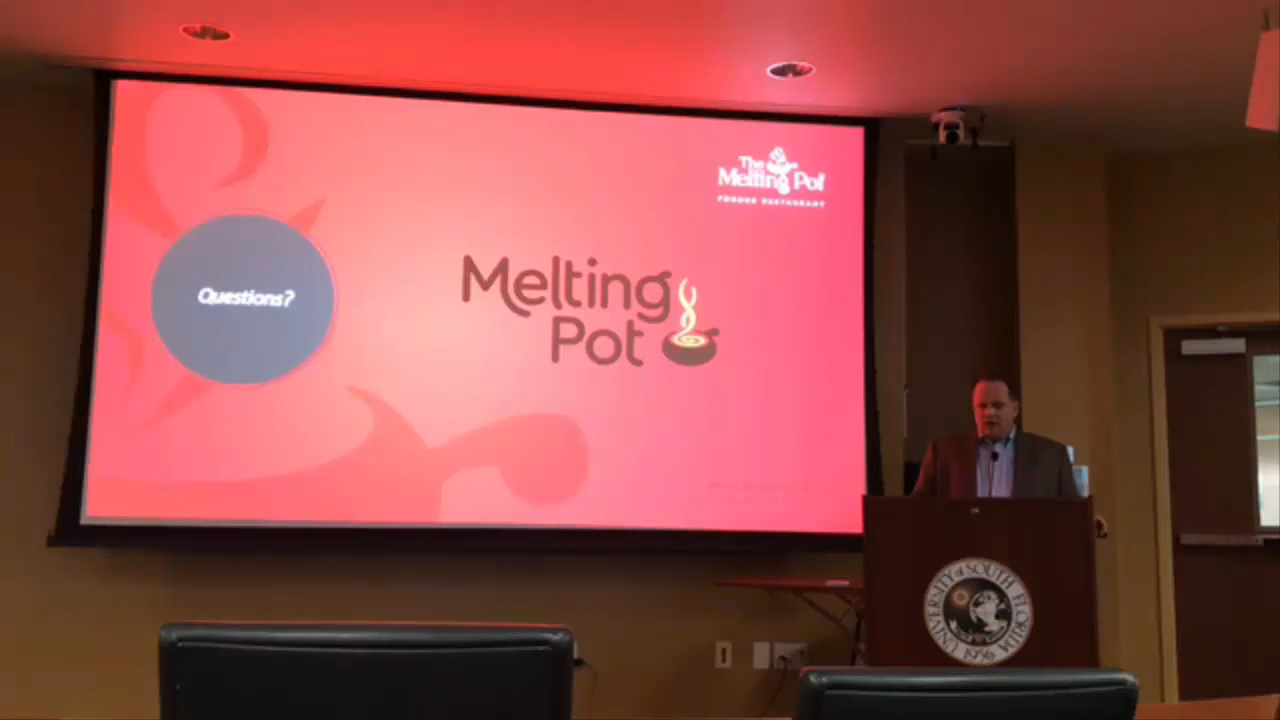 The
Melting Pot
FONDUE RESTAURANT
Questions?
Melting
Pot
UNIVERSITY of SOUTH FLORIDA
1956